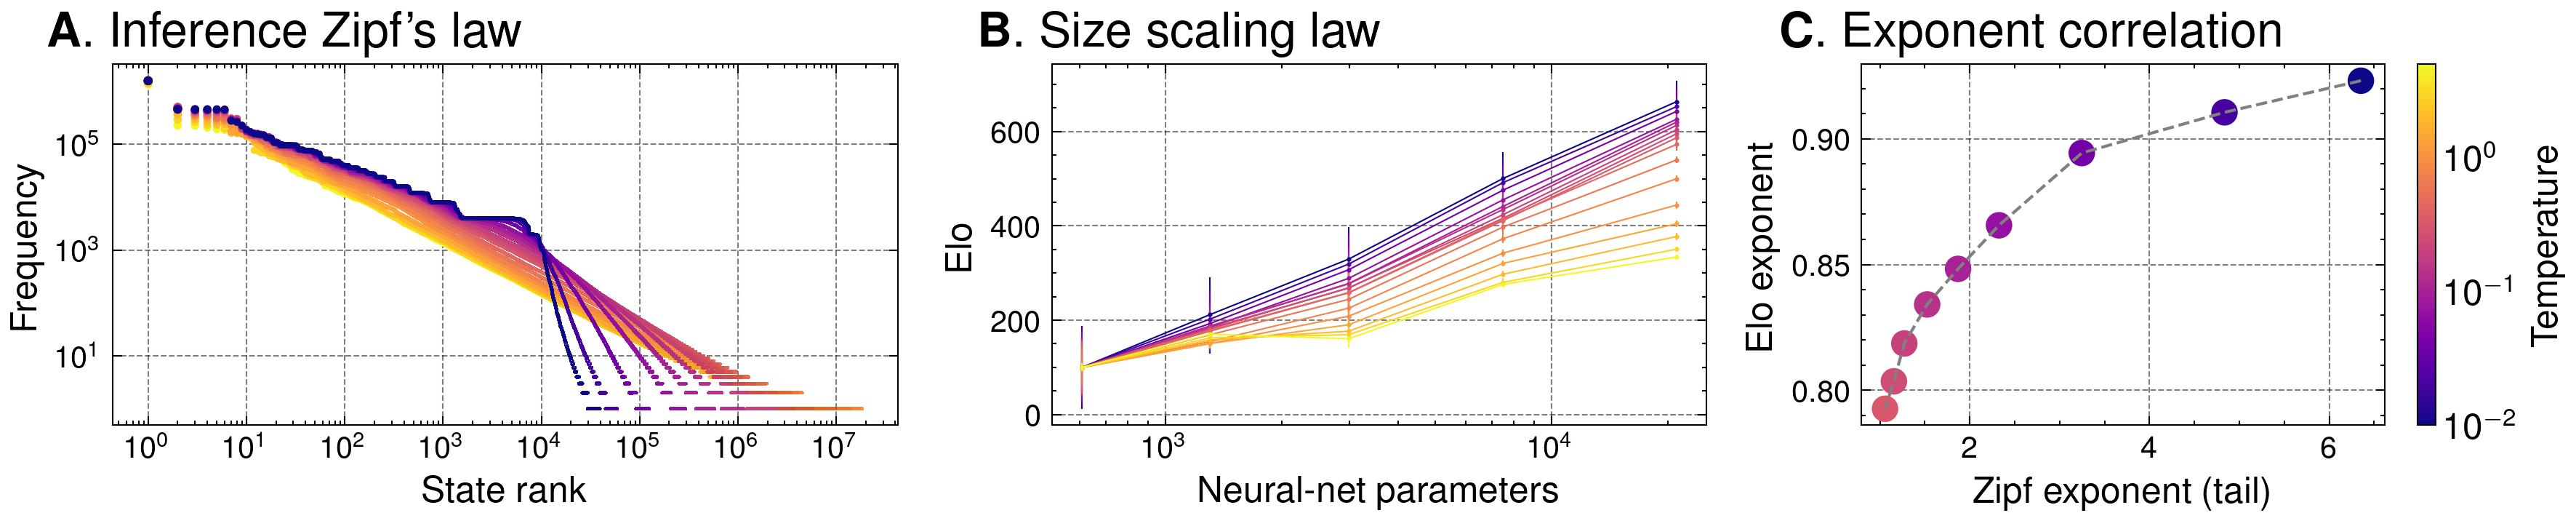 A. Inference Zipf's law
Frequency
10^5
10^3
10^1
10^0 10^1 10^2 10^3 10^4 10^5 10^6 10^7
State rank
B. Size scaling law
Elo
600
400
200
0
10^3 10^4
Neural-net parameters
C. Exponent correlation
Elo exponent
0.90
0.85
0.80
2 4 6
Zipf exponent (tail)
10^0
10^−1
10^−2
Temperature